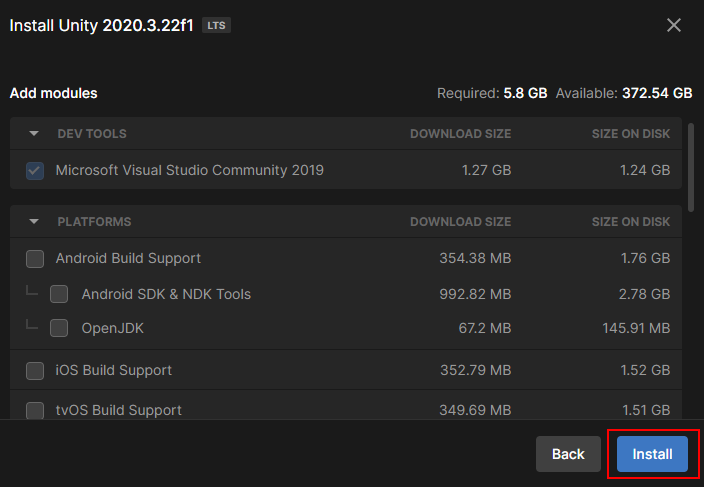 Install Unity 2020.3.22f1 LTS
Add modules Required: 5.8 GB Available: 372.54 GB
DEV TOOLS DOWNLOAD SIZE SIZE ON DISK
Microsoft Visual Studio Community 2019 1.27 GB 1.24 GB
PLATFORMS DOWNLOAD SIZE SIZE ON DISK
Android Build Support 354.38 MB 1.76 GB
Android SDK & NDK Tools 992.82 MB 2.78 GB
OpenJDK 67.2 MB 145.91 MB
iOS Build Support 352.79 MB 1.52 GB
tvOS Build Support 349.69 MB 1.51 GB
Back Install